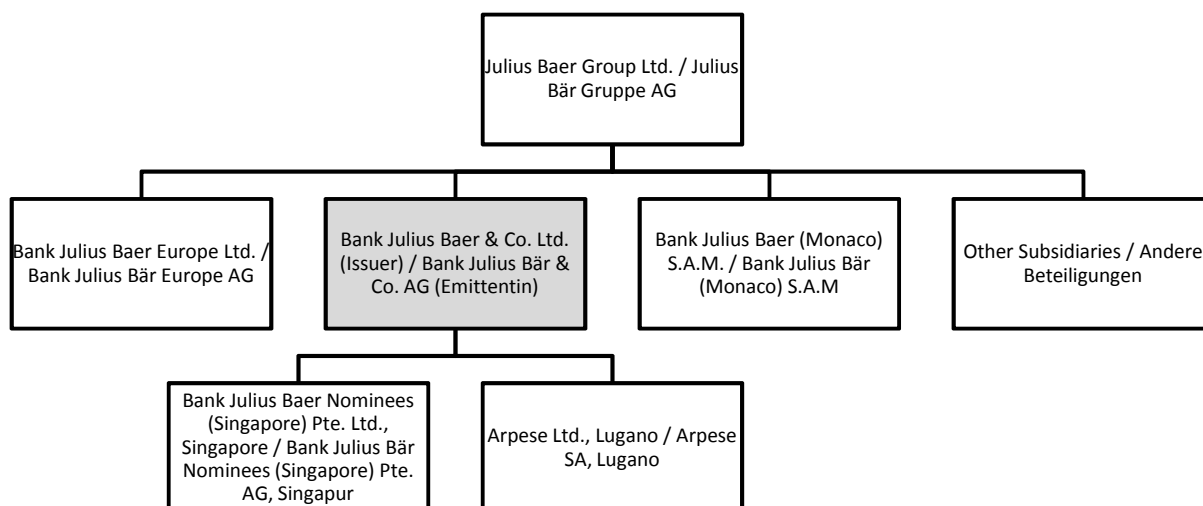 Julius Baer Group Ltd. / Julius
Bär Gruppe AG
Bank Julius Baer Europe Ltd. /
Bank Julius Bär Europe AG
Bank Julius Baer & Co. Ltd.
(Issuer) / Bank Julius Bär &
Co. AG (Emittentin)
Bank Julius Baer (Monaco)
S.A.M. / Bank Julius Bär
(Monaco) S.A.M
Other Subsidiaries / Andere
Beteiligungen
Bank Julius Baer Nominees
(Singapore) Pte. Ltd.,
Singapore / Bank Julius Bär
Nominees (Singapore) Pte.
AG, Singapur
Arpese Ltd., Lugano / Arpese
SA, Lugano